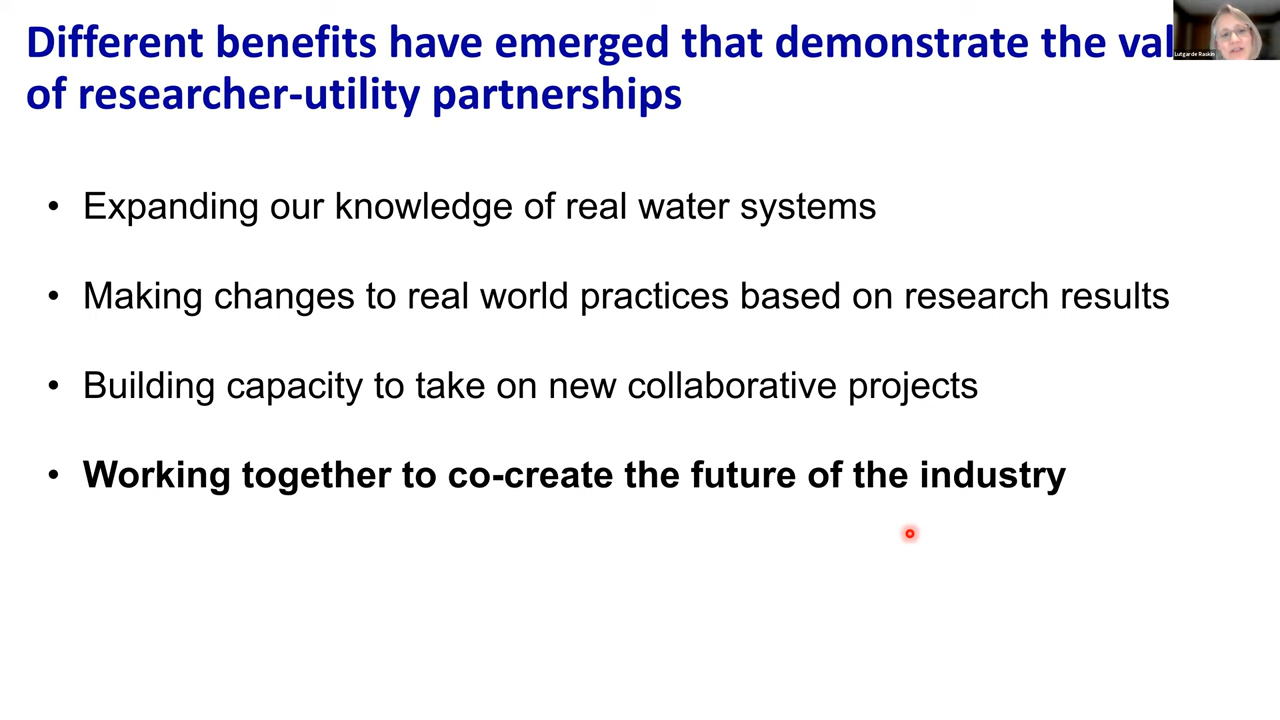 Different benefits have emerged that demonstrate the val
of researcher-utility partnerships
Lutgarde Raskin
• Expanding our knowledge of real water systems
• Making changes to real world practices based on research results
• Building capacity to take on new collaborative projects
• Working together to co-create the future of the industry